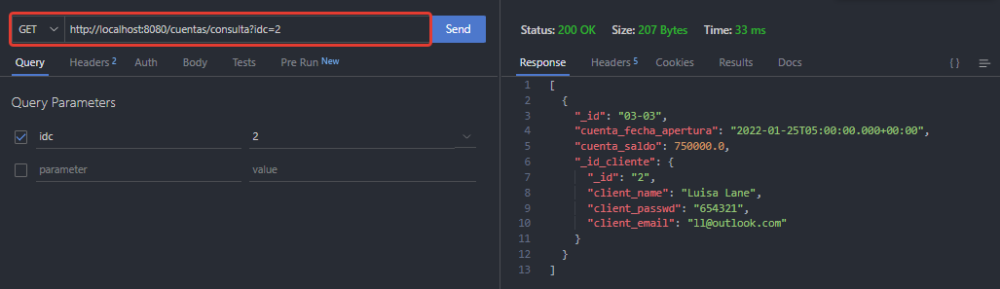 GET http://localhost:8080/cuentas/consulta?idc=2 Send
Query Headers 2 Auth Body Tests Pre Run New
Query Parameters
idc 2
parameter value
Status: 200 OK Size: 207 Bytes Time: 33 ms
Response Headers 5 Cookies Results Docs { }
1 [
2 {
3 "_id": "03-03",
4 "cuenta_fecha_apertura": "2022-01-25T05:00:00.000+00:00",
5 "cuenta_saldo": 750000.0,
6 "_id_cliente": {
7 "_id": "2",
8 "client_name": "Luisa Lane",
9 "client_passwd": "654321",
10 "client_email": "ll@outlook.com"
11 }
12 }
13 ]